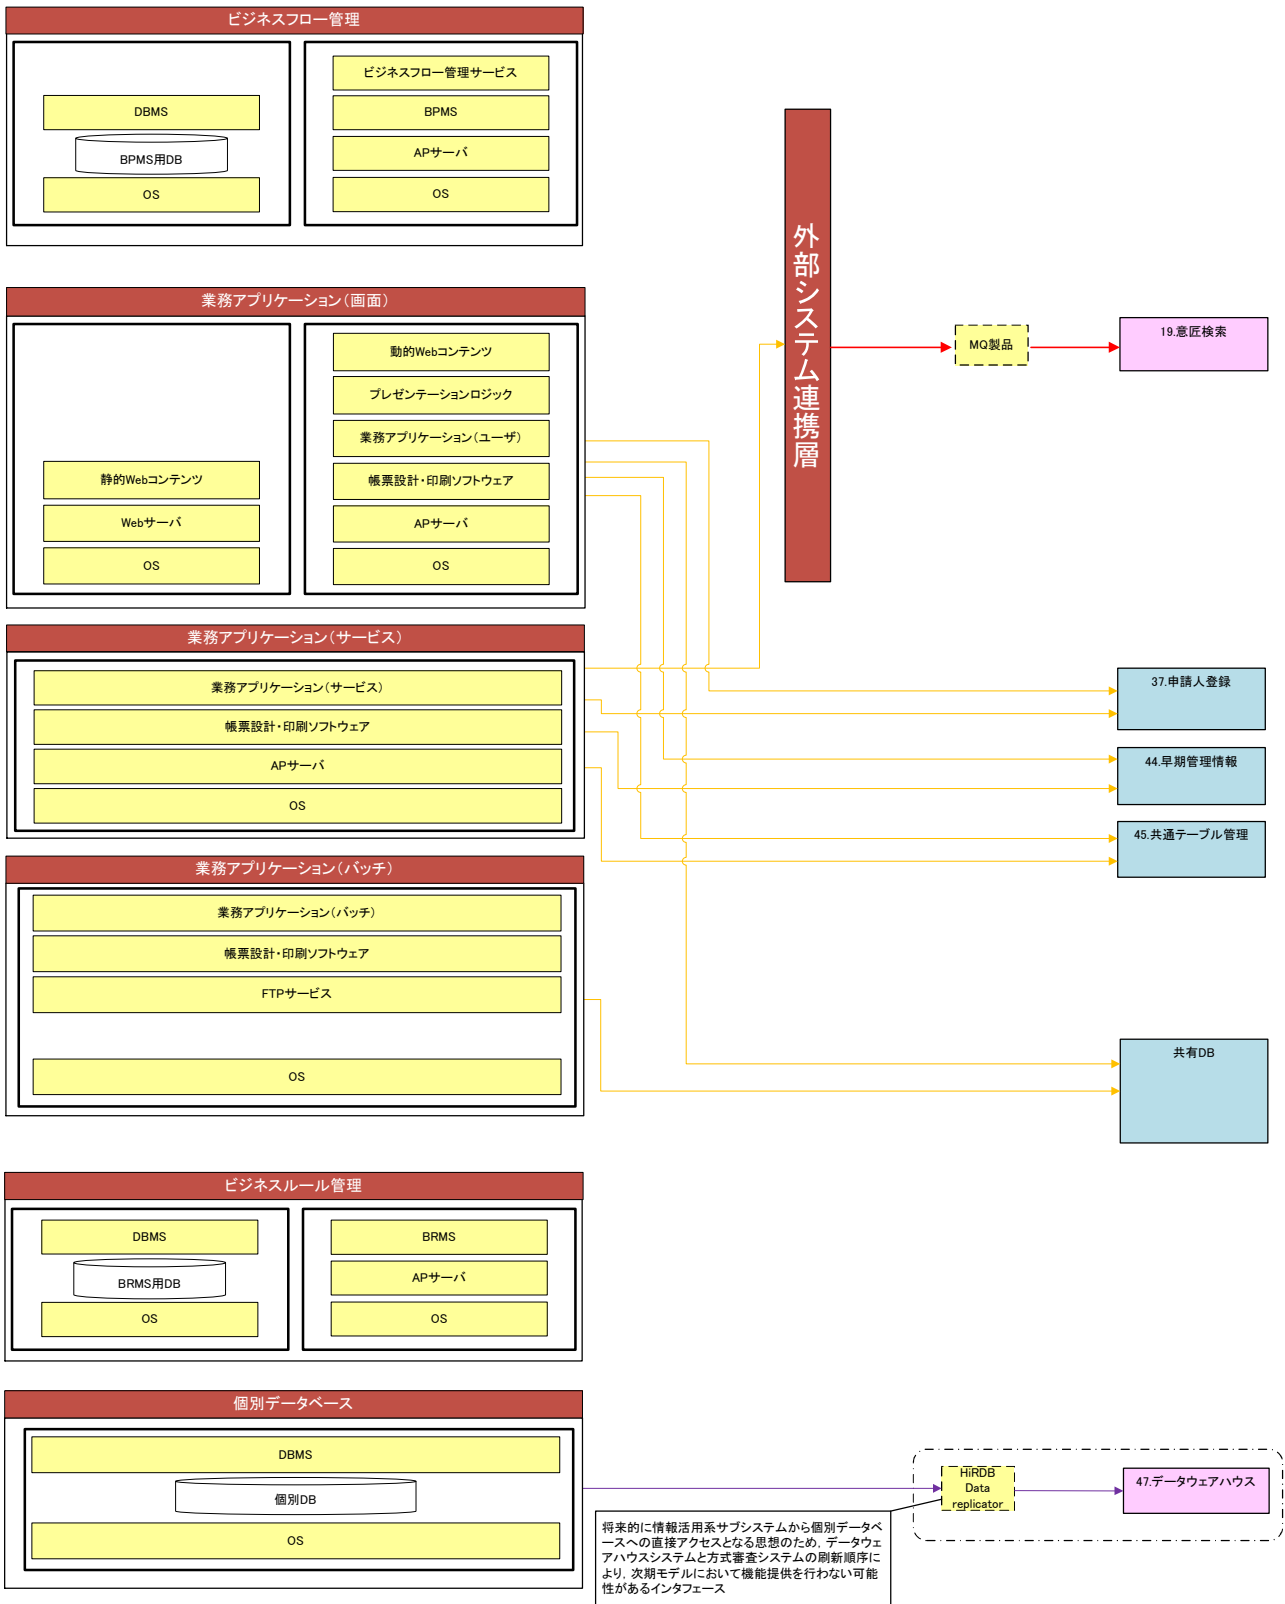 ビジネスフロー管理
DBMS
BPMS用DB
OS
ビジネスフロー管理サービス
BPMS
APサーバ
OS
業務アプリケーション（画面）
静的Webコンテンツ
Webサーバ
OS
動的Webコンテンツ
プレゼンテーションロジック
業務アプリケーション（ユーザ）
帳票設計・印刷ソフトウェア
APサーバ
OS
外部システム連携層
MQ製品
19.意匠検索
業務アプリケーション（サービス）
業務アプリケーション（サービス）
帳票設計・印刷ソフトウェア
APサーバ
OS
37.申請人登録
44.早期管理情報
45.共通テーブル管理
業務アプリケーション（バッチ）
業務アプリケーション（バッチ）
帳票設計・印刷ソフトウェア
FTPサービス
OS
共有DB
ビジネスルール管理
DBMS
BRMS用DB
OS
BRMS
APサーバ
OS
個別データベース
DBMS
個別DB
OS
HiRDB
Data
replicator
47.データウェアハウス
将来的に情報活用系サブシステムから個別データベ
ースへの直接アクセスとなる思想のため，データウェ
アハウスシステムと方式審査システムの刷新順序に
より，次期モデルにおいて機能提供を行わない可能
性があるインタフェース